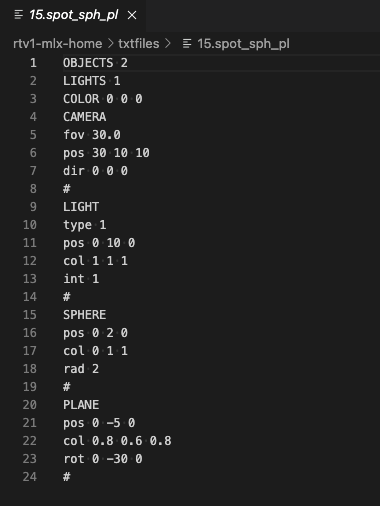 15.spot_sph_pl
rtv1-mlx-home > txtfiles > 15.spot_sph_pl
1 OBJECTS 2
2 LIGHTS 1
3 COLOR 0 0 0
4 CAMERA
5 fov 30.0
6 pos 30 10 10
7 dir 0 0 0
8 #
9 LIGHT
10 type 1
11 pos 0 10 0
12 col 1 1 1
13 int 1
14 #
15 SPHERE
16 pos 0 2 0
17 col 0 1 1
18 rad 2
19 #
20 PLANE
21 pos 0 -5 0
22 col 0.8 0.6 0.8
23 rot 0 -30 0
24 #